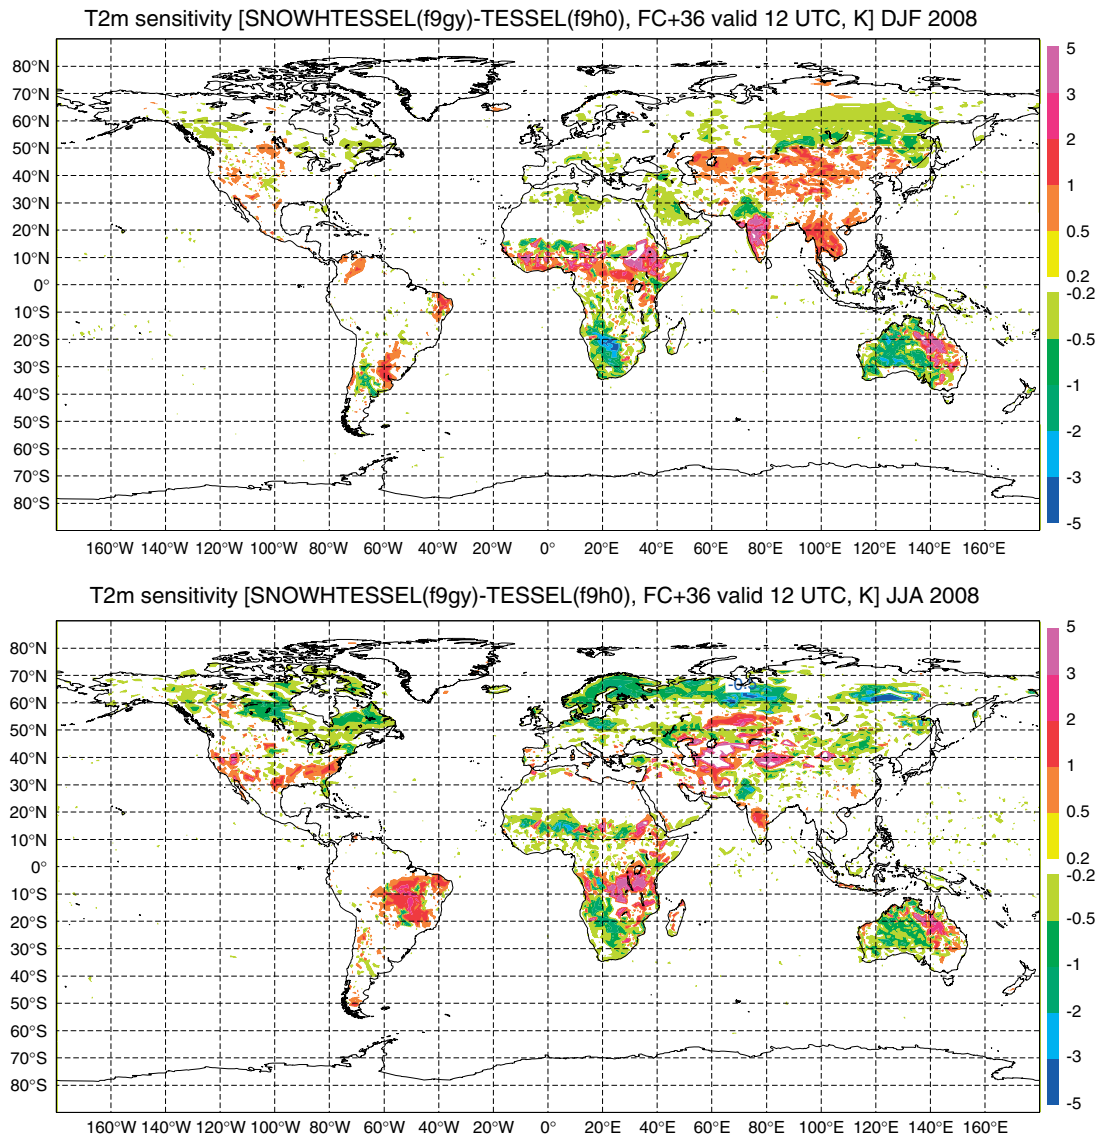 T2m sensitivity [SNOWHTESSEL(f9gy)-TESSEL(f9h0), FC+36 valid 12 UTC, K] DJF 2008
80°N
70°N
60°N
50°N
40°N
30°N
20°N
10°N
0°
10°S
20°S
30°S
40°S
50°S
60°S
70°S
80°S
160°W 140°W 120°W 100°W 80°W 60°W 40°W 20°W 0° 20°E 40°E 60°E 80°E 100°E 120°E 140°E 160°E
5
3
2
1
0.5
0.2
-0.2
-0.5
-1
-2
-3
-5
T2m sensitivity [SNOWHTESSEL(f9gy)-TESSEL(f9h0), FC+36 valid 12 UTC, K] JJA 2008
80°N
70°N
60°N
50°N
40°N
30°N
20°N
10°N
0°
10°S
20°S
30°S
40°S
50°S
60°S
70°S
80°S
160°W 140°W 120°W 100°W 80°W 60°W 40°W 20°W 0° 20°E 40°E 60°E 80°E 100°E 120°E 140°E 160°E
5
3
2
1
0.5
0.2
-0.2
-0.5
-1
-2
-3
-5